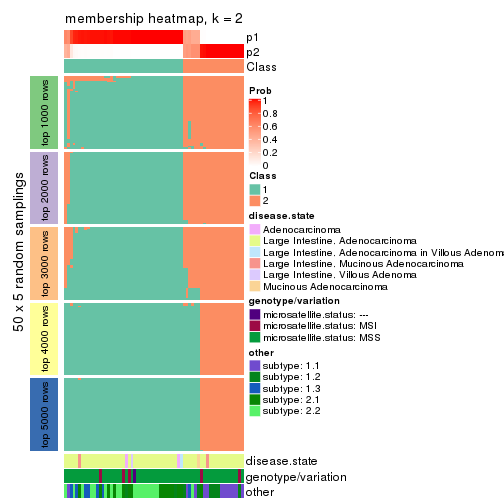 membership heatmap, k = 2
p1
p2
Class
50 x 5 random samplings
top 1000 rows
top 2000 rows
top 3000 rows
top 4000 rows
top 5000 rows
Prob
1
0.8
0.6
0.4
0.2
0
Class
1
2
disease.state
Adenocarcinoma
Large Intestine. Adenocarcinoma
Large Intestine. Adenocarcinoma in Villous Adenom
Large Intestine. Mucinous Adenocarcinoma
Large Intestine. Villous Adenoma
Mucinous Adenocarcinoma
genotype/variation
microsatellite.status: ---
microsatellite.status: MSI
microsatellite.status: MSS
other
subtype: 1.1
subtype: 1.2
subtype: 1.3
subtype: 2.1
subtype: 2.2
disease.state
genotype/variation
other